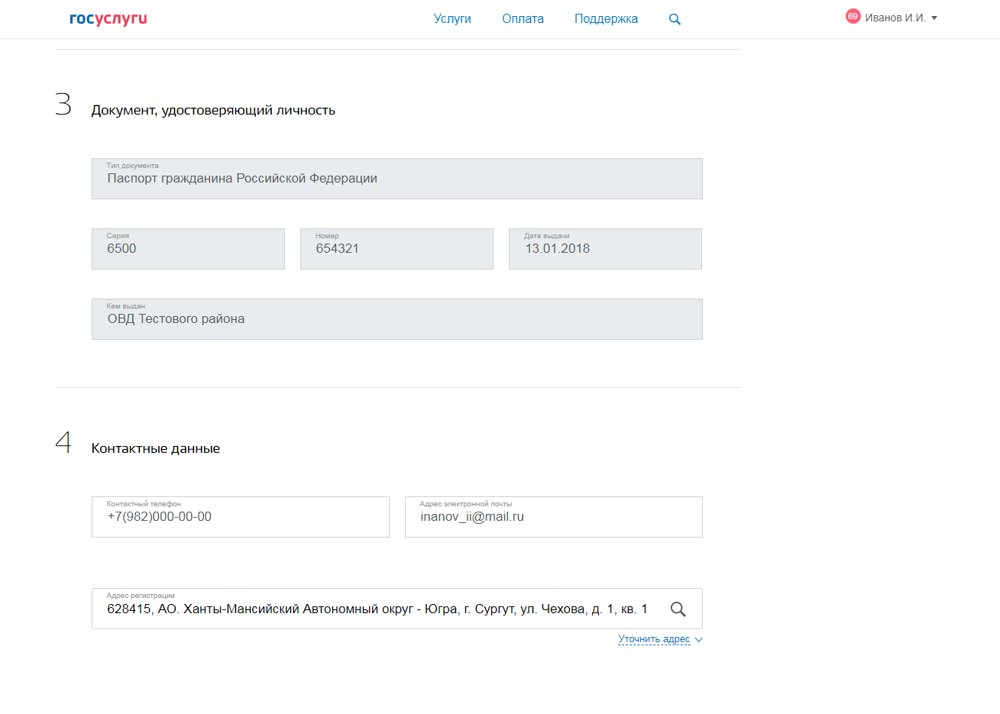 госуслуги Услуги Оплата Поддержка 69 Иванов И.И.
3 Документ, удостоверяющий личность
Тип документа
Паспорт гражданина Российской Федерации
Серия Номер Дата выдачи
6500 654321 13.01.2018
Кем выдан
ОВД Тестового района
4 Контактные данные
Контактный телефон Адрес электронной почты
+7(982)000-00-00 inanov_ii@mail.ru
Адрес регистрации
628415, АО. Ханты-Мансийский Автономный округ - Югра, г. Сургут, ул. Чехова, д. 1, кв. 1
Уточнить адрес